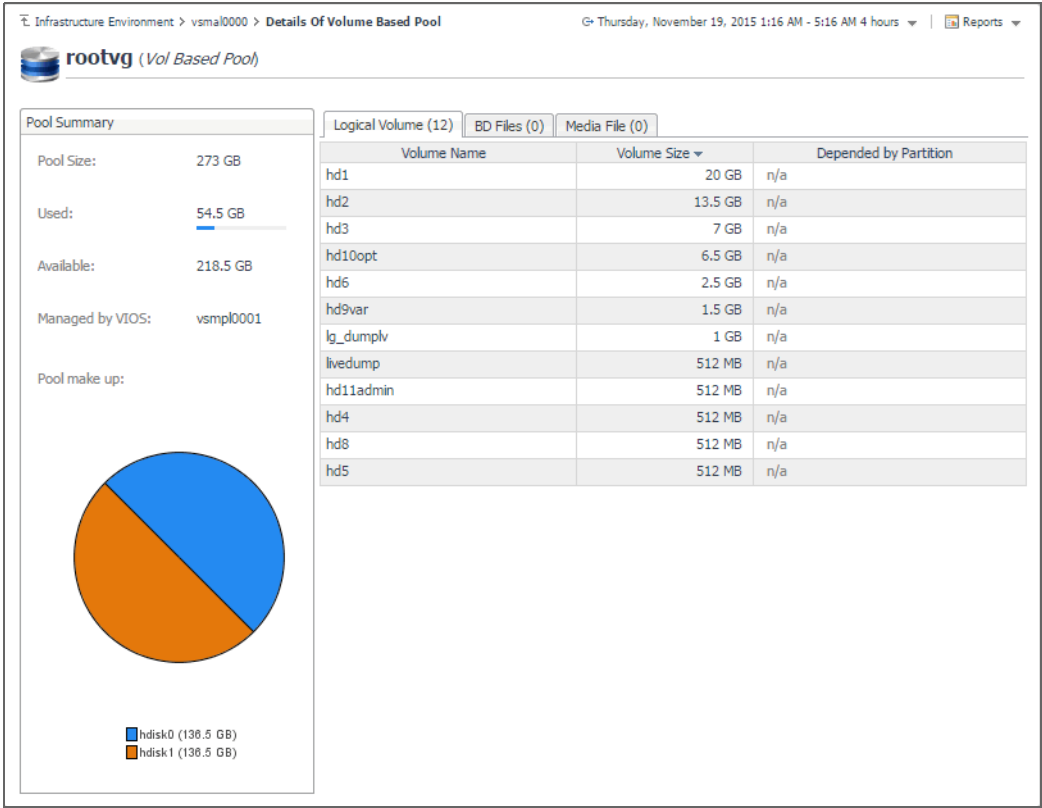 Infrastructure Environment > vsmal0000 > Details Of Volume Based Pool
Thursday, November 19, 2015 1:16 AM - 5:16 AM 4 hours
Reports
rootvg (Vol Based Pool)
Pool Summary
Pool Size: 273 GB
Used: 54.5 GB
Available: 218.5 GB
Managed by VIOS: vsmpl0001
Pool make up:
hdisk0 (136.5 GB)
hdisk1 (136.5 GB)
Logical Volume (12) BD Files (0) Media File (0)
Volume Name Volume Size Depended by Partition
hd1 20 GB n/a
hd2 13.5 GB n/a
hd3 7 GB n/a
hd10opt 6.5 GB n/a
hd6 2.5 GB n/a
hd9var 1.5 GB n/a
lg_dumplv 1 GB n/a
livedump 512 MB n/a
hd11admin 512 MB n/a
hd4 512 MB n/a
hd8 512 MB n/a
hd5 512 MB n/a